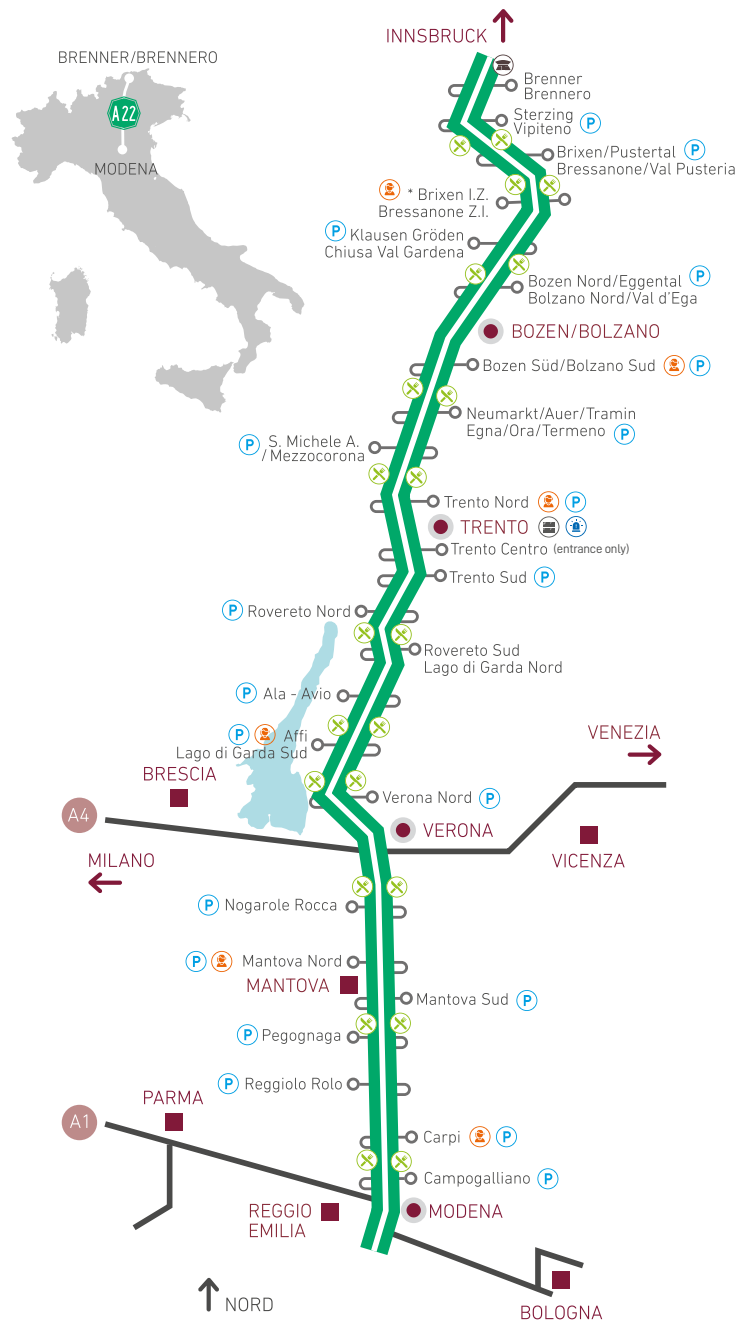 INNSBRUCK
BRENNER/BRENNERO
A22
MODENA
Brenner
Brennero
Sterzing
Vipiteno P
Brixen/Pustertal P
Bressanone/Val Pusteria
* Brixen I.Z.
Bressanone Z.I.
P Klausen Gröden
Chiusa Val Gardena
Bozen Nord/Eggental P
Bolzano Nord/Val d'Ega
BOZEN/BOLZANO
Bozen Süd/Bolzano Sud P
Neumarkt/Auer/Tramin
Egna/Ora/Termeno P
P S. Michele A.
/Mezzocorona
Trento Nord P
TRENTO
Trento Centro (entrance only)
Trento Sud P
P Rovereto Nord
Rovereto Sud
Lago di Garda Nord
P Ala - Avio
P Affi
Lago di Garda Sud
VENEZIA
BRESCIA
Verona Nord P
A4
VERONA
MILANO
VICENZA
P Nogarole Rocca
P Mantova Nord
MANTOVA
Mantova Sud P
P Pegognaga
P Reggiolo Rolo
PARMA
A1
Carpi P
Campogalliano P
REGGIO
EMILIA
MODENA
NORD
BOLOGNA